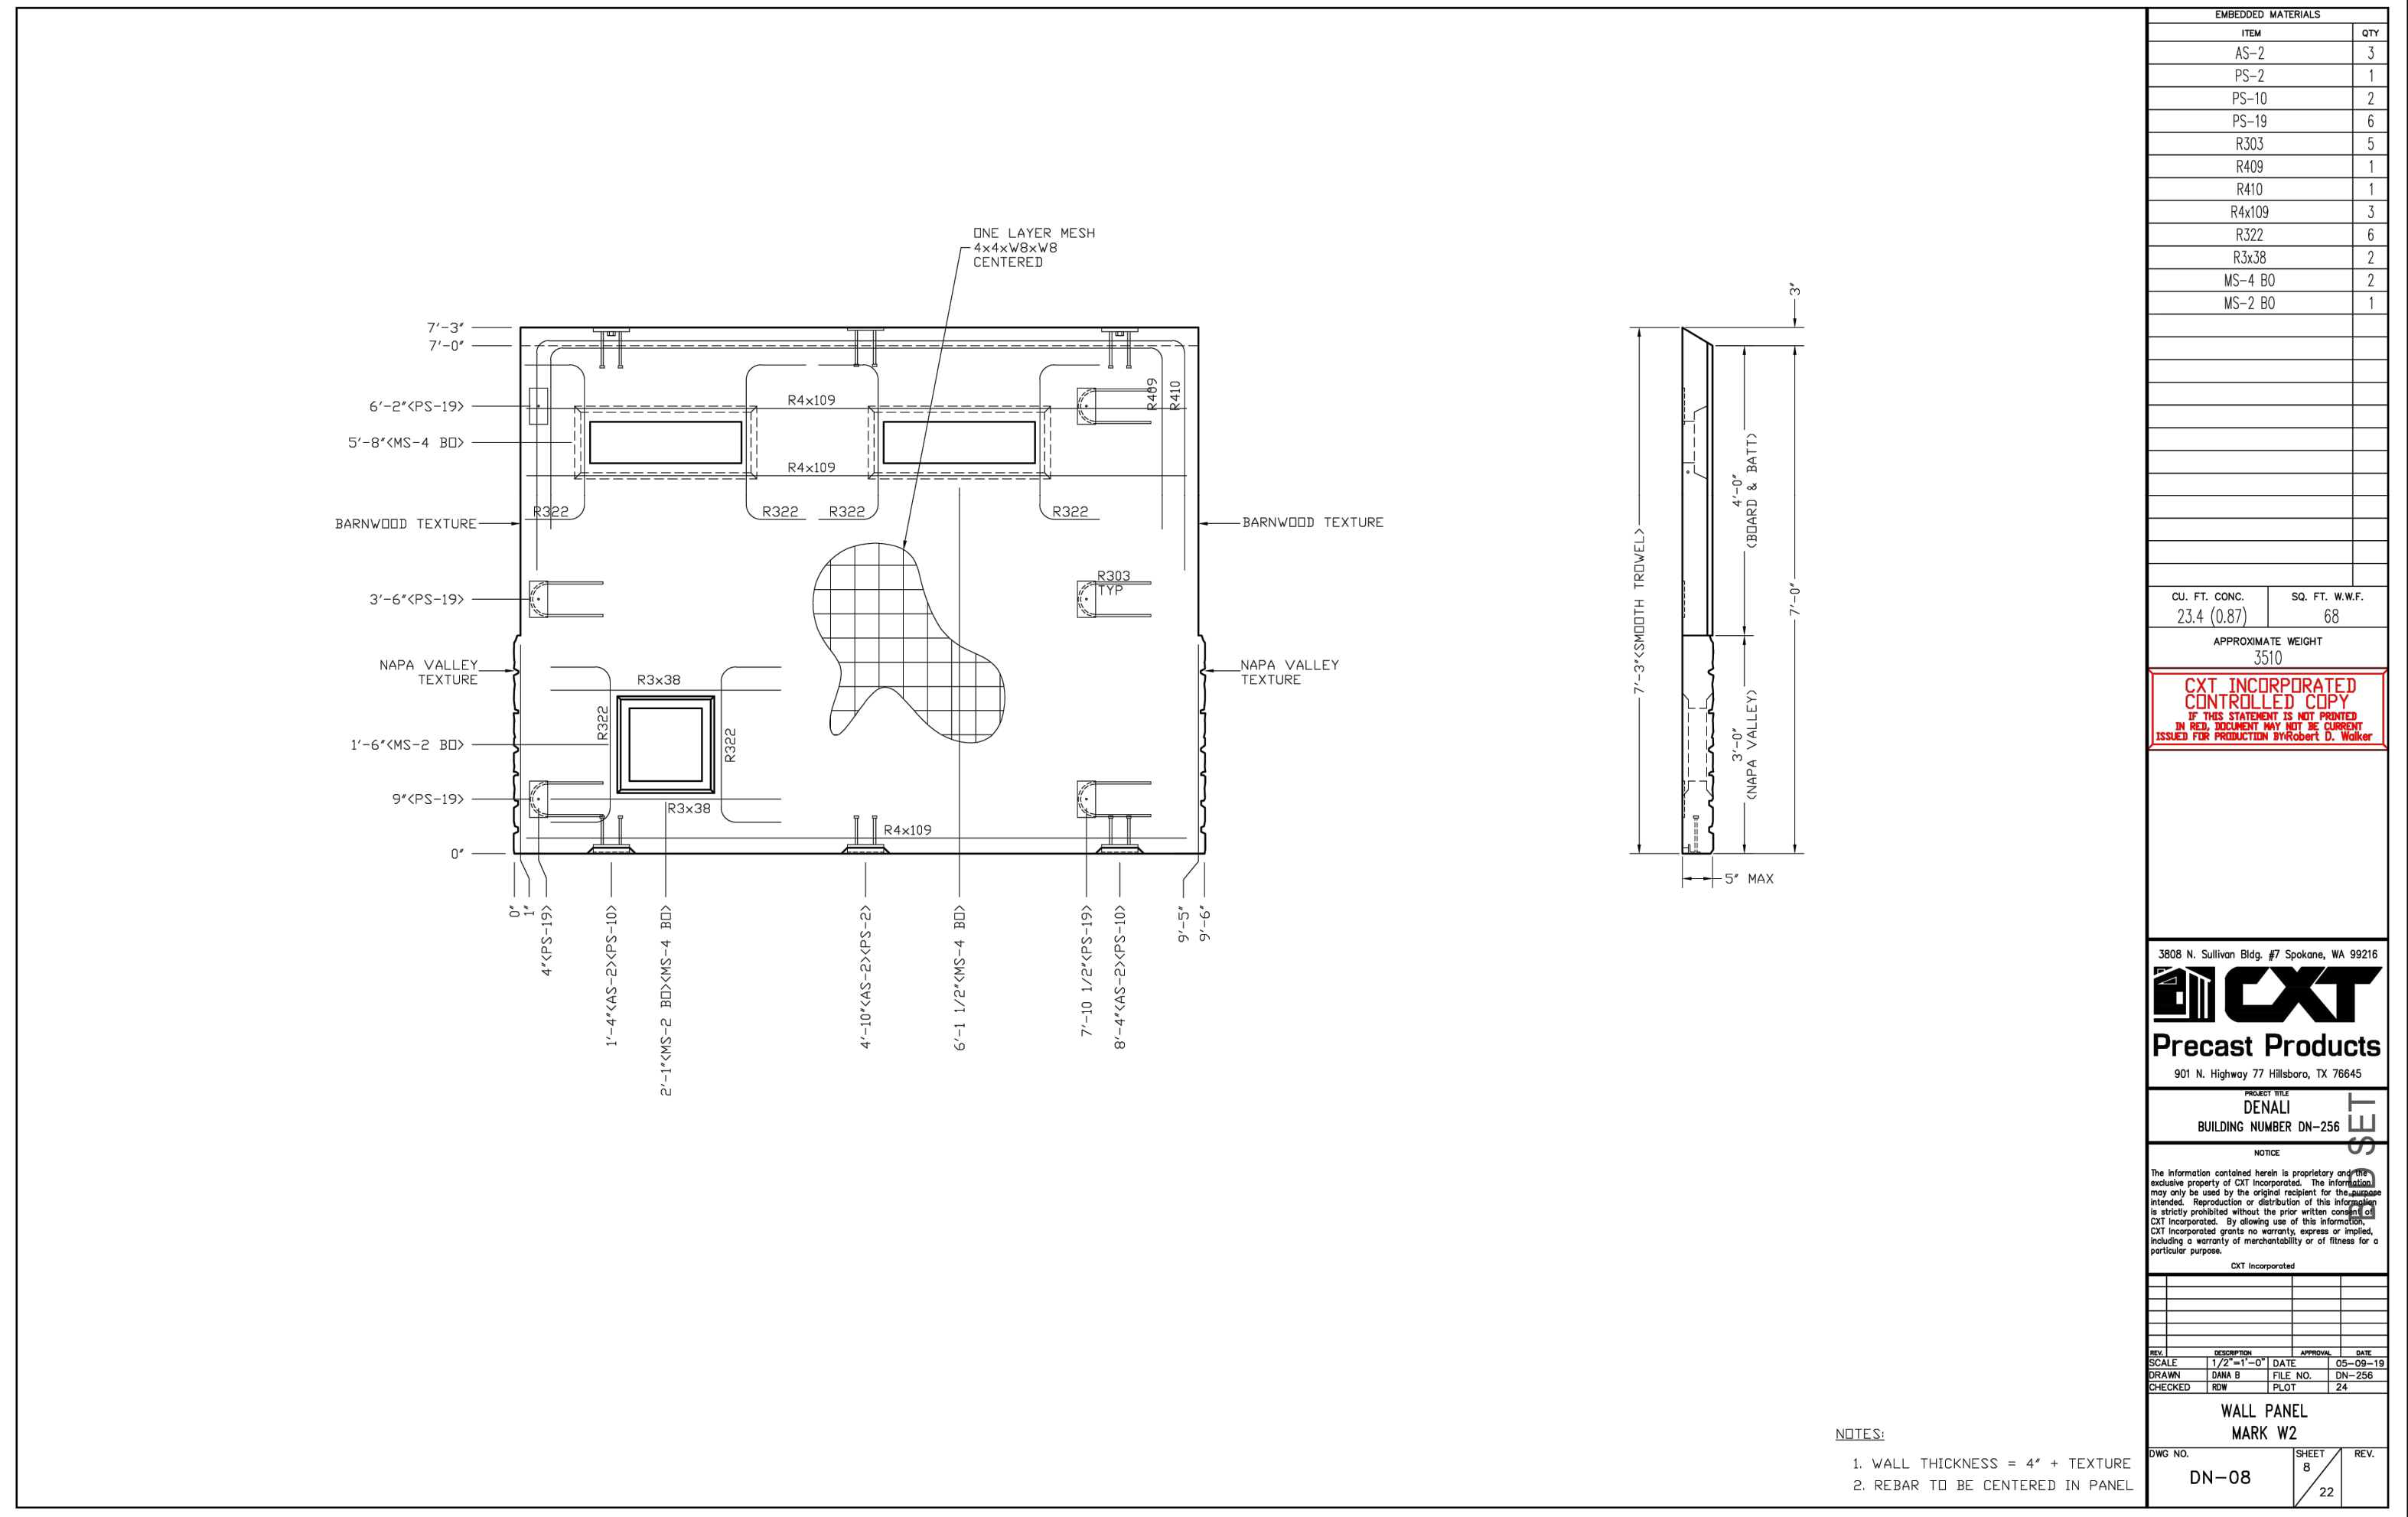 ONE LAYER MESH
4x4xW8xW8
CENTERED
7'-3"
7'-0"
6'-2"<PS-19>
5'-8"<MS-4 BO>
BARNWOOD TEXTURE
3'-6"<PS-19>
NAPA VALLEY
TEXTURE
1'-6"<MS-2 BO>
9"<PS-19>
0"
R4x109
R4x109
R409
R410
R322
R322
R322
R322
BARNWOOD TEXTURE
R303
TYP
NAPA VALLEY
TEXTURE
R3x38
R322
R322
R3x38
R4x109
0"
1"
4"<PS-19>
1'-4"<AS-2><PS-10>
2'-1"<MS-2 BO><MS-4 BO>
4'-10"<AS-2><PS-2>
6'-1 1/2"<MS-4 BO>
7'-10 1/2"<PS-19>
8'-4"<AS-2><PS-10>
9'-5"
9'-6"
3"
7'-3"<SMOOTH TROWEL>
4'-0"
<BOARD & BATT>
7'-0"
3'-0"
<NAPA VALLEY>
5" MAX
NOTES:
1. WALL THICKNESS = 4" + TEXTURE
2. REBAR TO BE CENTERED IN PANEL
EMBEDDED MATERIALS
ITEM QTY
AS-2 3
PS-2 1
PS-10 2
PS-19 6
R303 5
R409 1
R410 1
R4x109 3
R322 6
R3x38 2
MS-4 BO 2
MS-2 BO 1
CU. FT. CONC. SQ. FT. W.W.F.
23.4 (0.87) 68
APPROXIMATE WEIGHT
3510
CXT INCORPORATED
CONTROLLED COPY
IF THIS STATEMENT IS NOT PRINTED
IN RED, DOCUMENT MAY NOT BE CURRENT
ISSUED FOR PRODUCTION BY:Robert D. Walker
3808 N. Sullivan Bldg. #7 Spokane, WA 99216
CXT
Precast Products
901 N. Highway 77 Hillsboro, TX 76645
PROJECT TITLE
DENALI
BUILDING NUMBER DN-256
BID SET
NOTICE
The information contained herein is proprietary and the
exclusive property of CXT Incorporated. The information
may only be used by the original recipient for the purpose
intended. Reproduction or distribution of this information
is strictly prohibited without the prior written consent of
CXT Incorporated. By allowing use of this information,
CXT Incorporated grants no warranty, express or implied,
including a warranty of merchantability or of fitness for a
particular purpose.
CXT Incorporated
REV. DESCRIPTION APPROVAL DATE
SCALE 1/2"=1'-0" DATE 05-09-19
DRAWN DANA B FILE NO. DN-256
CHECKED RDW PLOT 24
WALL PANEL
MARK W2
DWG NO. SHEET REV.
DN-08 8/22